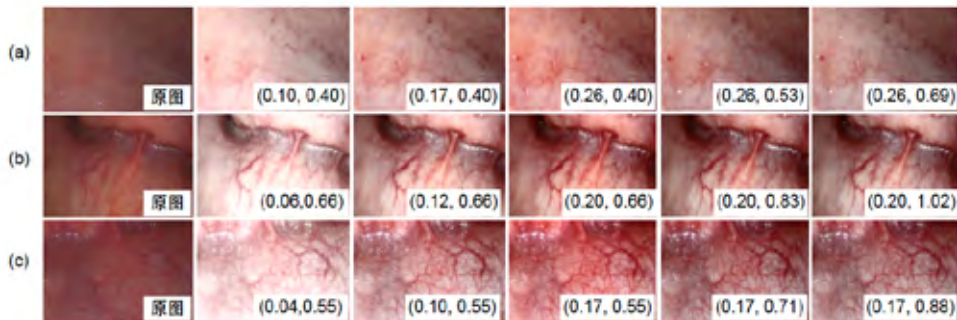 (a) 原图 (0.10, 0.40) (0.17, 0.40) (0.26, 0.40) (0.26, 0.53) (0.26, 0.69)
(b) 原图 (0.06,0.66) (0.12, 0.66) (0.20, 0.66) (0.20, 0.83) (0.20, 1.02)
(c) 原图 (0.04,0.55) (0.10, 0.55) (0.17, 0.55) (0.17, 0.71) (0.17, 0.88)